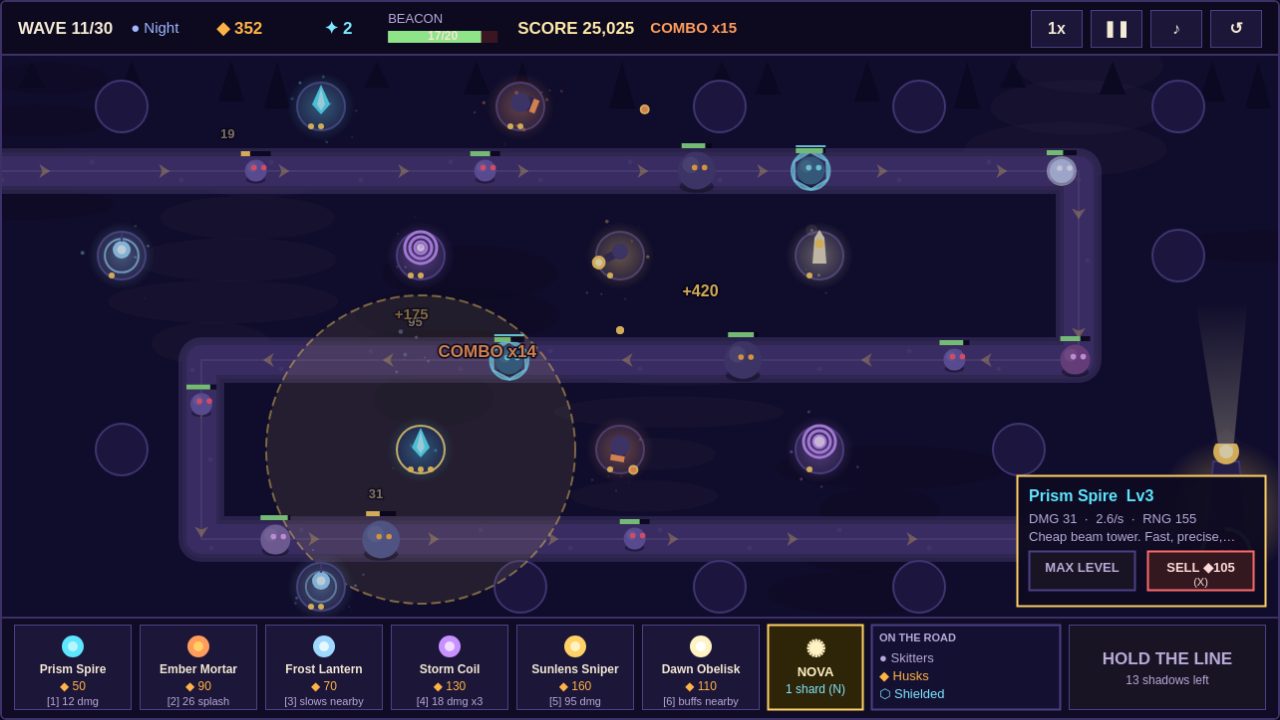 WAVE 11/30 ● Night ◆ 352 ✦ 2 BEACON 17/20 SCORE 25,025 COMBO x15 1x ❚❚ ♪ ↺
19
+420
+175
95
COMBO x14
31
Prism Spire Lv3
DMG 31 · 2.6/s · RNG 155
Cheap beam tower. Fast, precise,…
MAX LEVEL
SELL ◆105
(X)
Prism Spire
◆ 50
[1] 12 dmg
Ember Mortar
◆ 90
[2] 26 splash
Frost Lantern
◆ 70
[3] slows nearby
Storm Coil
◆ 130
[4] 18 dmg x3
Sunlens Sniper
◆ 160
[5] 95 dmg
Dawn Obelisk
◆ 110
[6] buffs nearby
NOVA
1 shard (N)
ON THE ROAD
● Skitters
◆ Husks
⬡ Shielded
HOLD THE LINE
13 shadows left